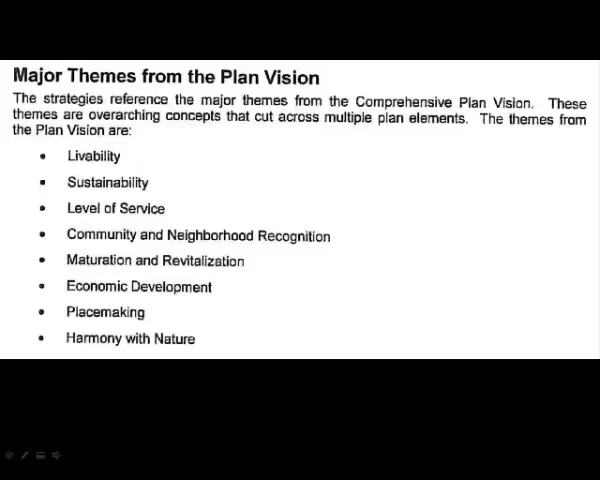 Major Themes from the Plan Vision
The strategies reference the major themes from the Comprehensive Plan Vision. These
themes are overarching concepts that cut across multiple plan elements. The themes from
the Plan Vision are:
• Livability
• Sustainability
• Level of Service
• Community and Neighborhood Recognition
• Maturation and Revitalization
• Economic Development
• Placemaking
• Harmony with Nature